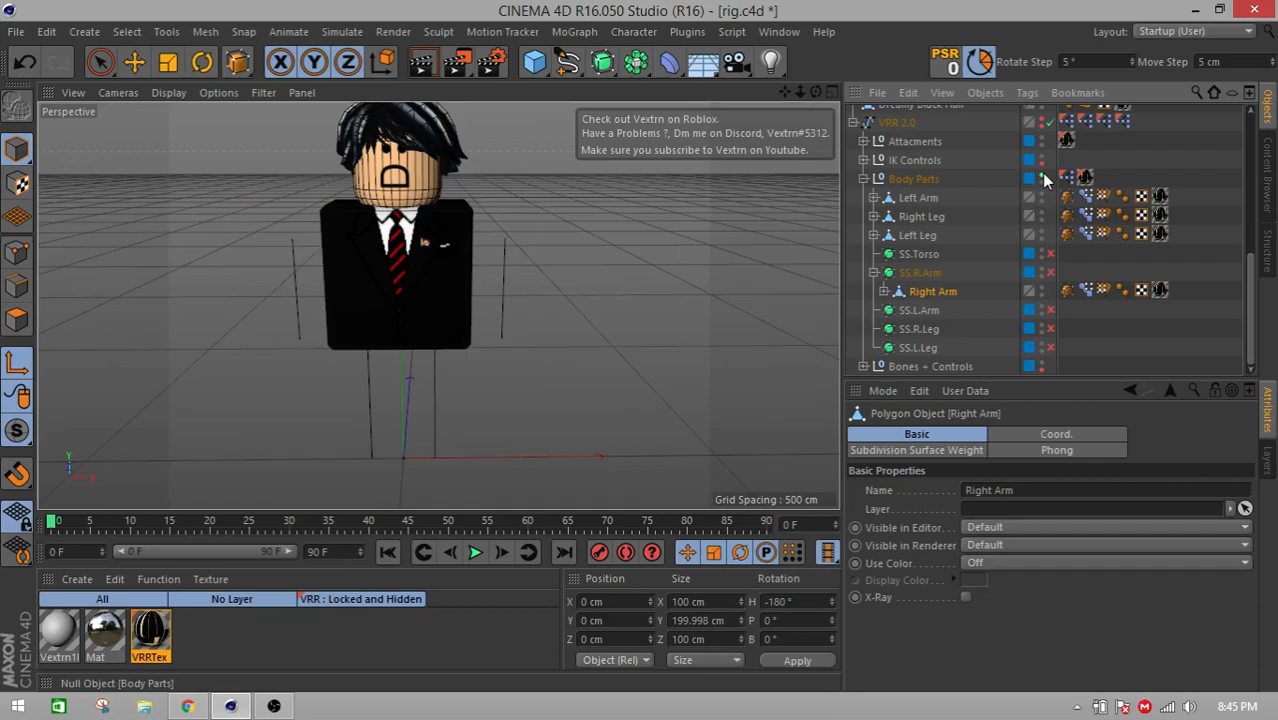 CINEMA 4D R16.050 Studio (R16) - [rig.c4d *]
File Edit Create Select Tools Mesh Snap Animate Simulate Render Sculpt Motion Tracker MoGraph Character Plugins Script Window Help
Layout: Startup (User)
X Y Z
PSR
0
Rotate Step 5 ° Move Step 5 cm
View Cameras Display Options Filter Panel
File Edit View Objects Tags Bookmarks
Perspective
Check out Vextrn on Roblox.
Have a Problems ?, Dm me on Discord, Vextrn#5312.
Make sure you subscribe to Vextrn on Youtube.
VRR 2.0
Attacments
IK Controls
Body Parts
Left Arm
Right Leg
Left Leg
SS.Torso
SS.R.Arm
Right Arm
SS.L.Arm
SS.R.Leg
SS.L.Leg
Bones + Controls
Objects
Content Browser
Structure
Y
X
Grid Spacing : 500 cm
Mode Edit User Data
Polygon Object [Right Arm]
Basic Coord.
Subdivision Surface Weight Phong
Basic Properties
Name Right Arm
Layer
Visible in Editor Default
Visible in Renderer Default
Use Color Off
Display Color
X-Ray
Attributes
Layers
0 5 10 15 20 25 30 35 40 45 50 55 60 65 70 75 80 85 90 0 F
0 F 0 F 90 F 90 F
Create Edit Function Texture
All No Layer VRR : Locked and Hidden
Mat VRRTex
Position Size Rotation
X 0 cm X 100 cm H -180 °
Y 0 cm Y 199.998 cm P 0 °
Z 0 cm Z 100 cm B 0 °
Object (Rel) Size Apply
MAXON
CINEMA 4D
Null Object [Body Parts]
8:45 PM